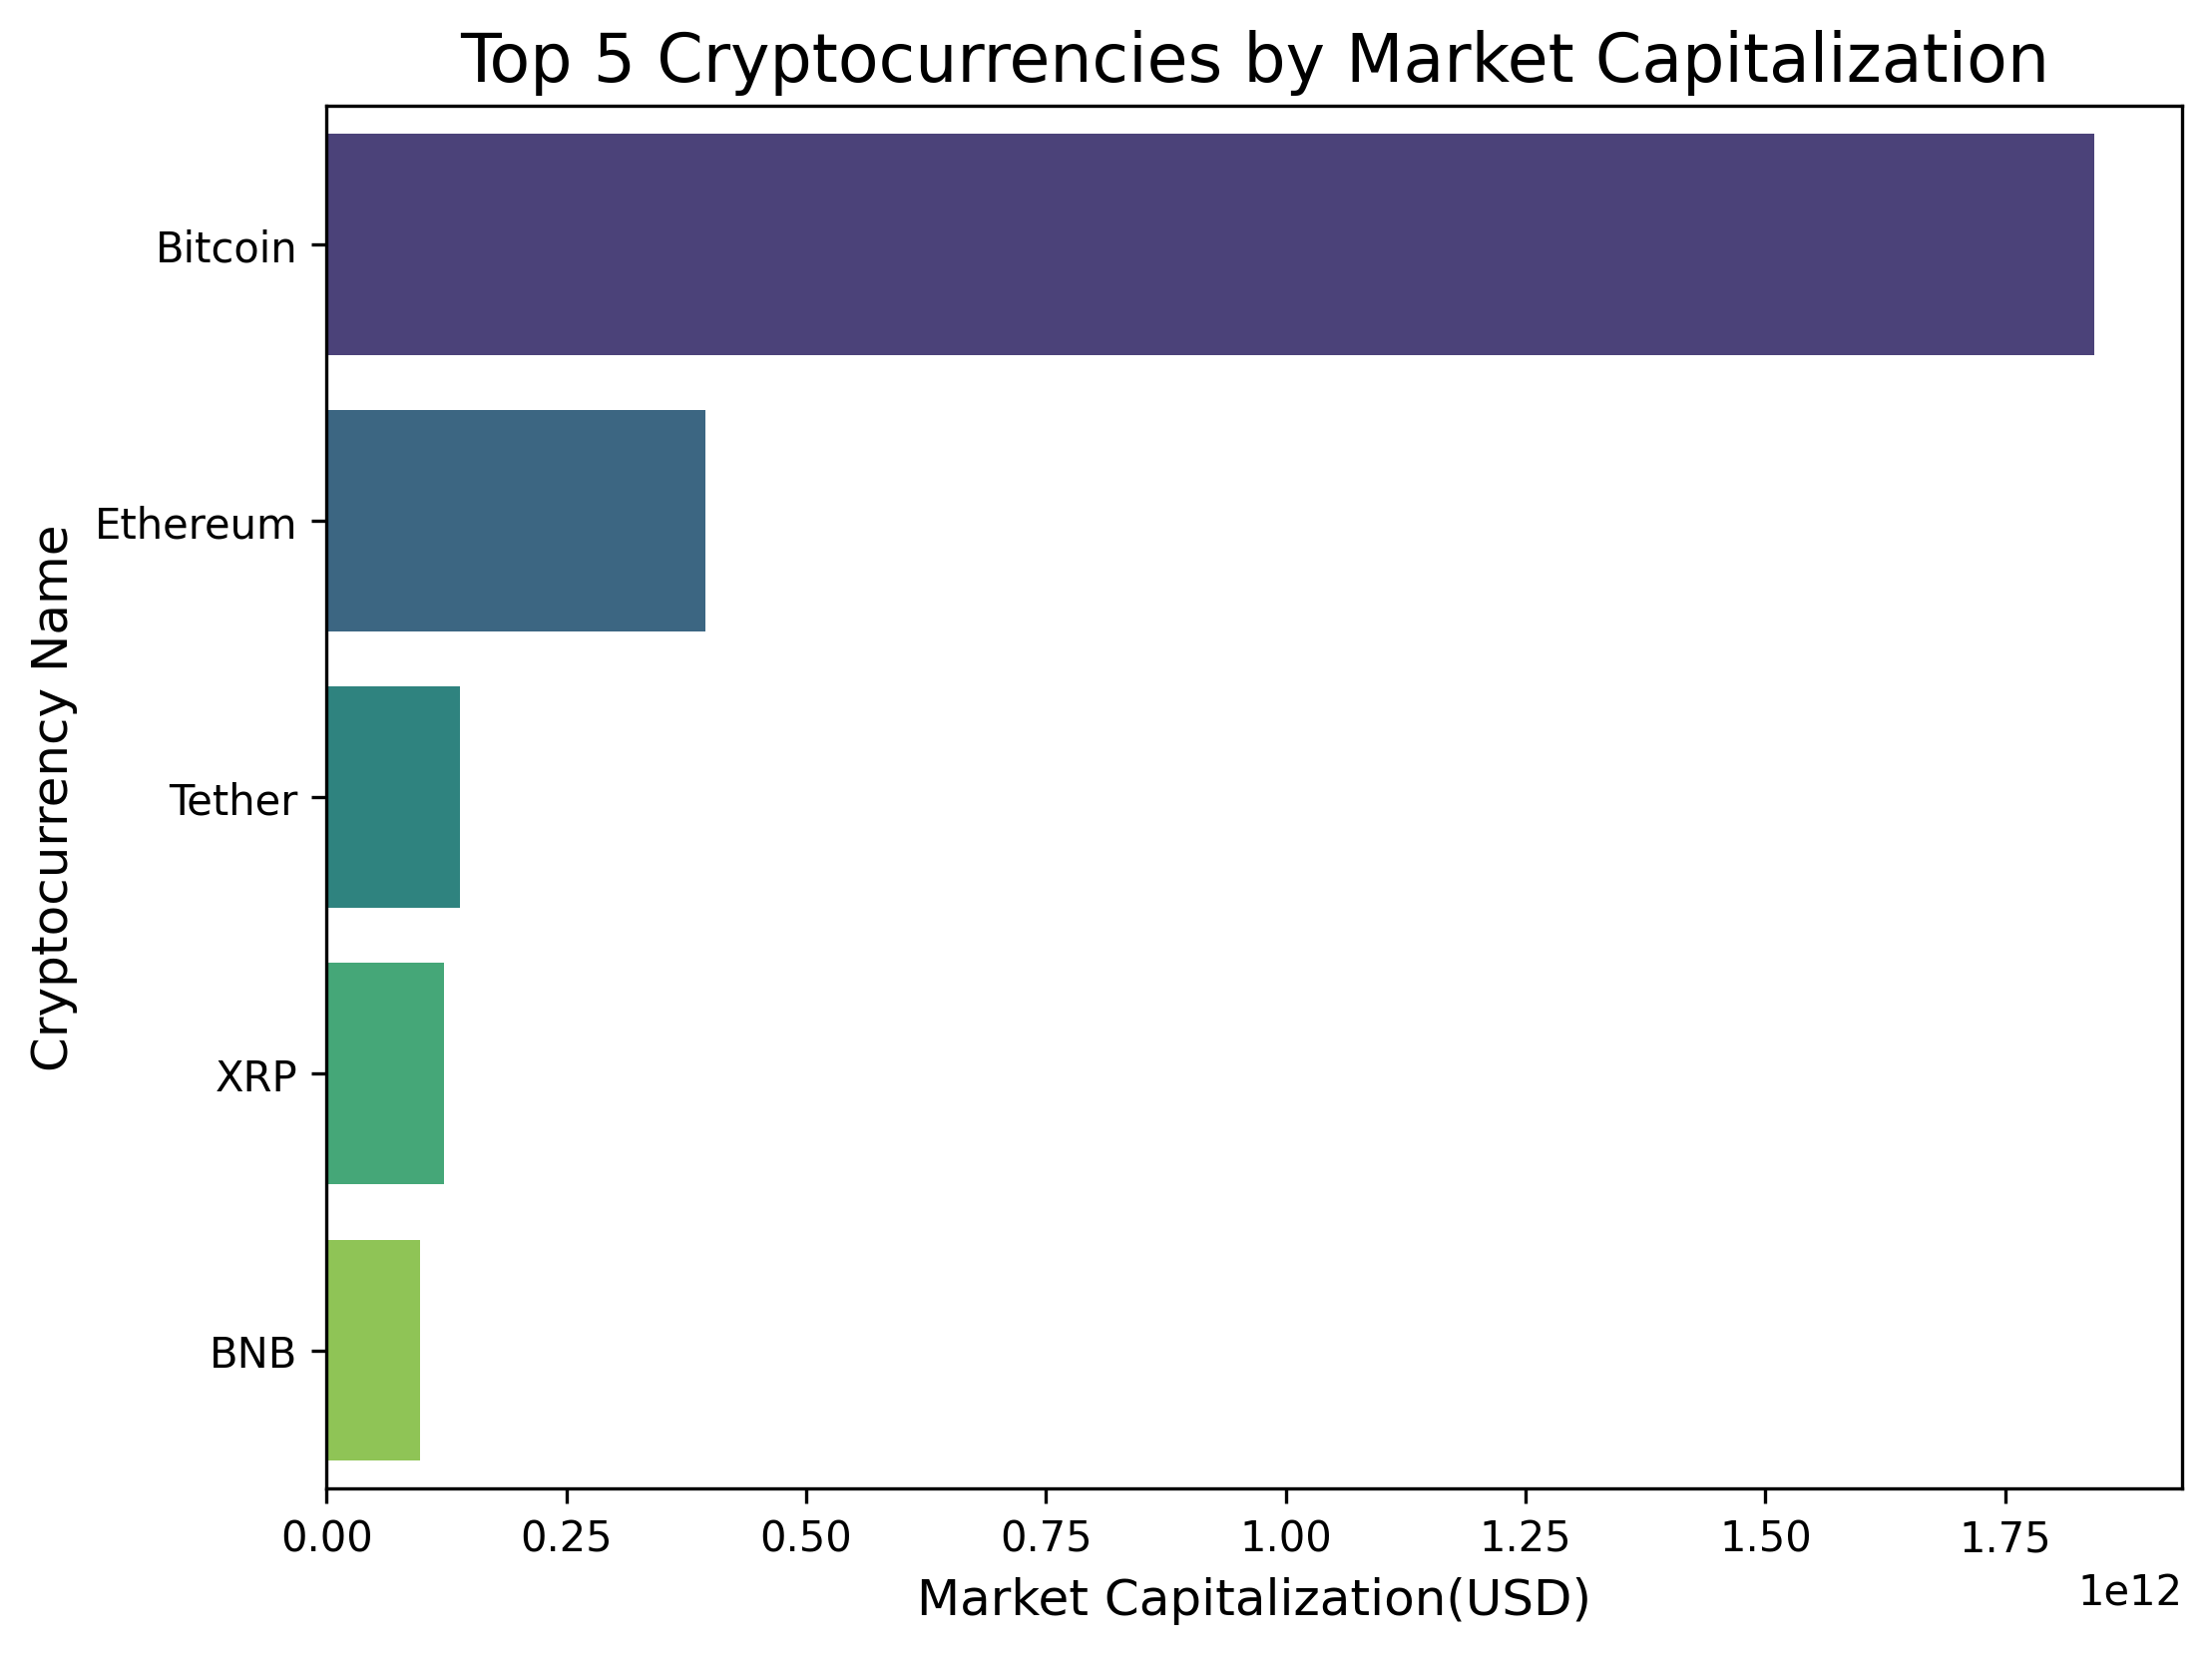 Top 5 Cryptocurrencies by Market Capitalization
Cryptocurrency Name
Bitcoin
Ethereum
Tether
XRP
BNB
0.00 0.25 0.50 0.75 1.00 1.25 1.50 1.75
1e12
Market Capitalization(USD)